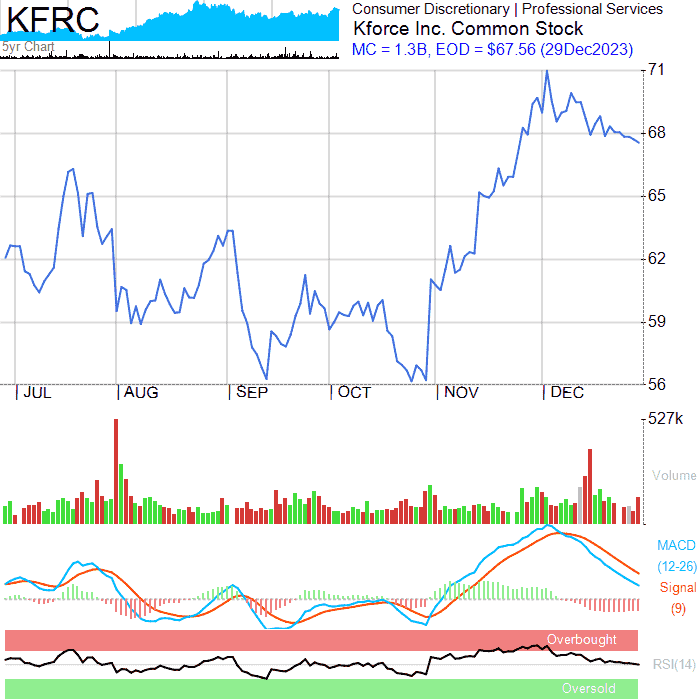 KFRC
5yr Chart
Consumer Discretionary | Professional Services
Kforce Inc. Common Stock
MC = 1.3B, EOD = $67.56 (29Dec2023)
71
68
65
62
59
56
JUL
AUG
SEP
OCT
NOV
DEC
527k
Volume
MACD
(12-26)
Signal
(9)
Overbought
RSI(14)
Oversold